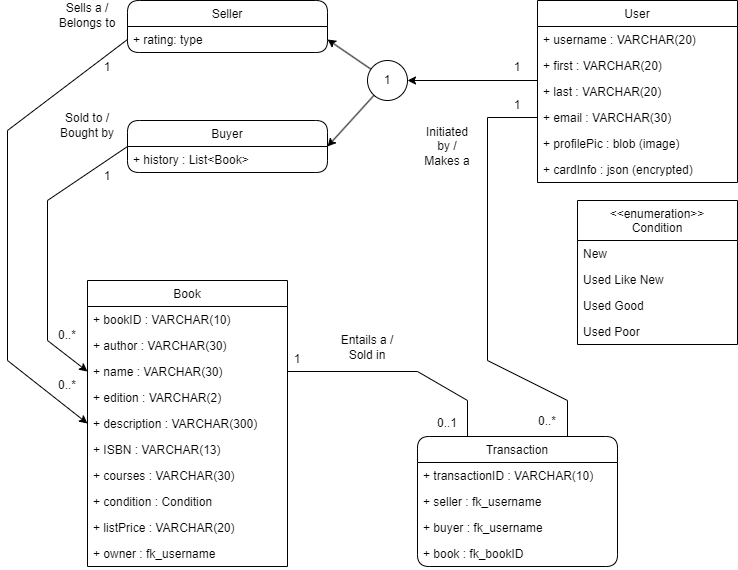 Sells a /
Belongs to
Seller
+ rating: type
1
User
+ username : VARCHAR(20)
+ first : VARCHAR(20)
+ last : VARCHAR(20)
+ email : VARCHAR(30)
+ profilePic : blob (image)
+ cardInfo : json (encrypted)
1
1
1
Sold to /
Bought by
Buyer
+ history : List<Book>
1
Initiated
by /
Makes a
<<enumeration>>
Condition
New
Used Like New
Used Good
Used Poor
Book
+ bookID : VARCHAR(10)
+ author : VARCHAR(30)
+ name : VARCHAR(30)
+ edition : VARCHAR(2)
+ description : VARCHAR(300)
+ ISBN : VARCHAR(13)
+ courses : VARCHAR(30)
+ condition : Condition
+ listPrice : VARCHAR(20)
+ owner : fk_username
0..*
0..*
Entails a /
Sold in
1
0..1
0..*
Transaction
+ transactionID : VARCHAR(10)
+ seller : fk_username
+ buyer : fk_username
+ book : fk_bookID